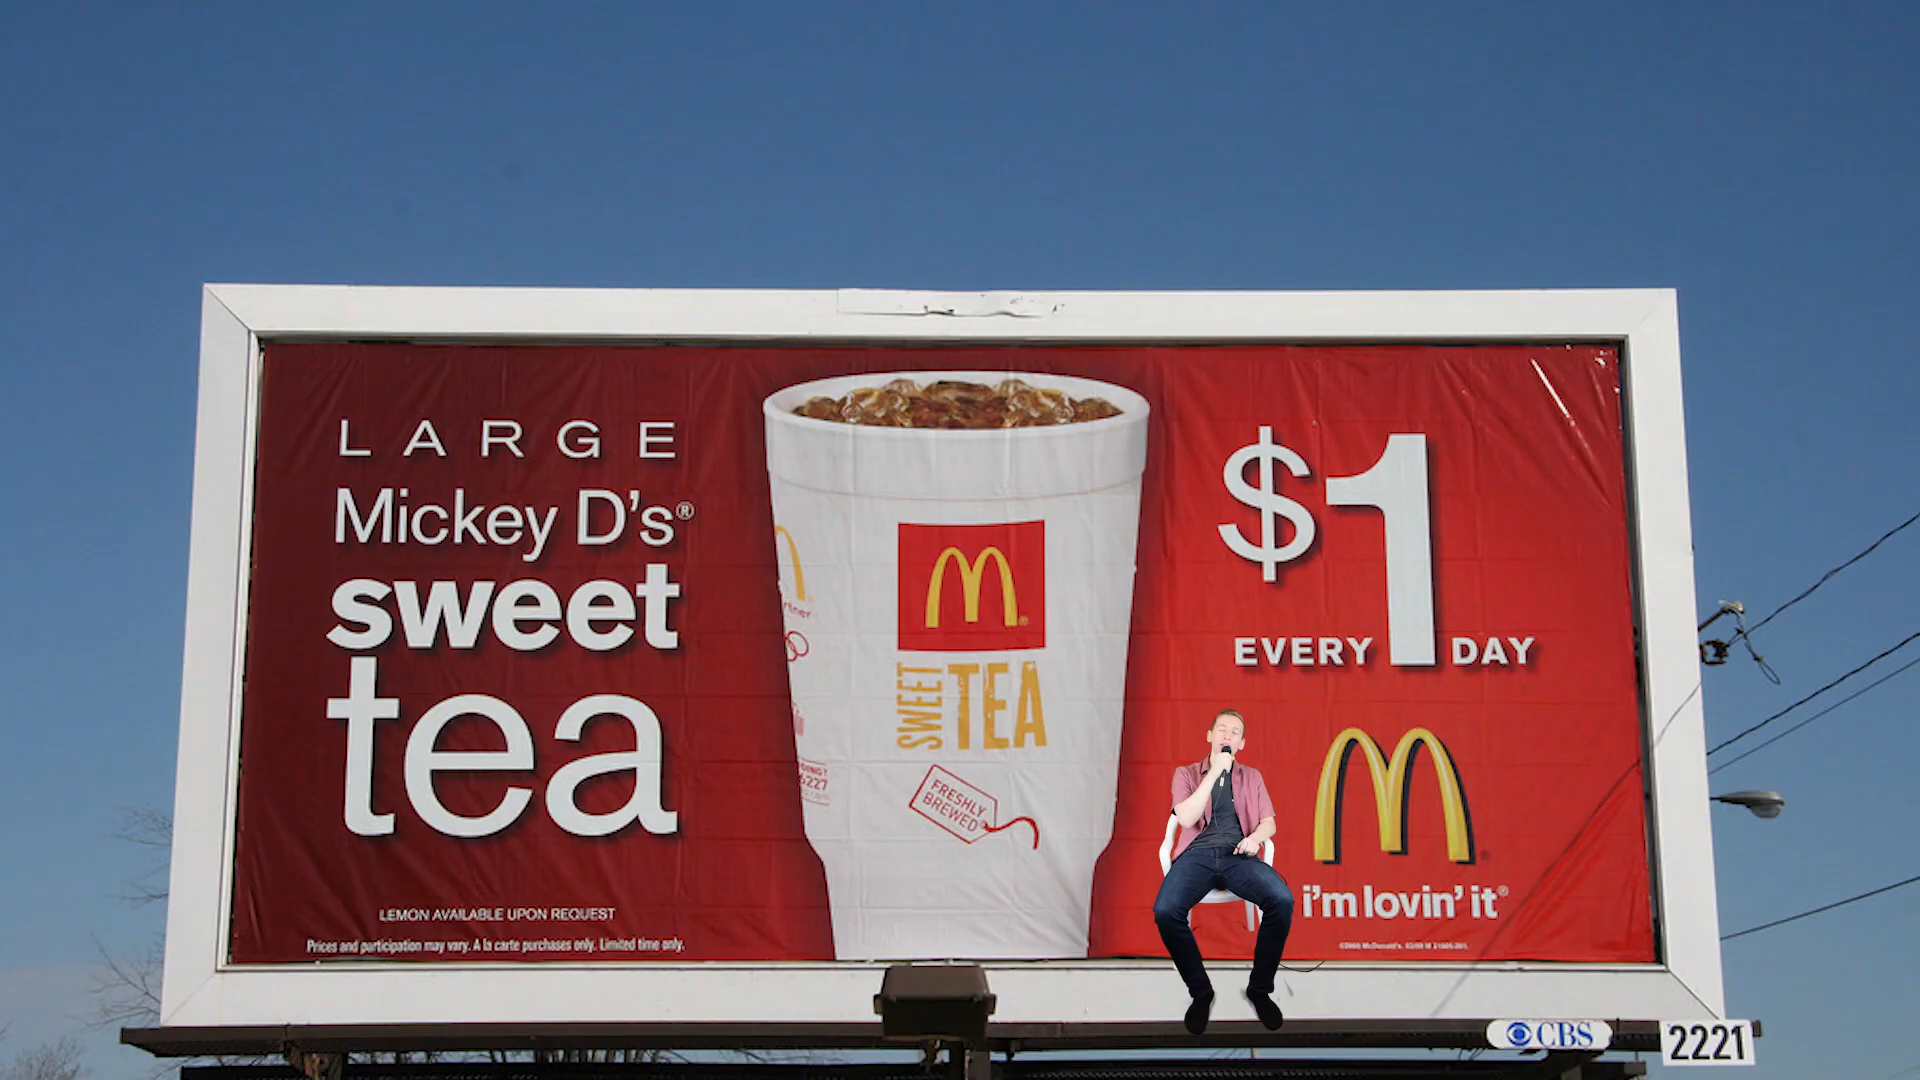 LARGE
Mickey D's®
sweet
tea
LEMON AVAILABLE UPON REQUEST
Prices and participation may vary. A la carte purchases only. Limited time only.
SWEET
TEA
FRESHLY
BREWED
6227
$1
EVERY DAY
i'm lovin' it®
CBS
2221